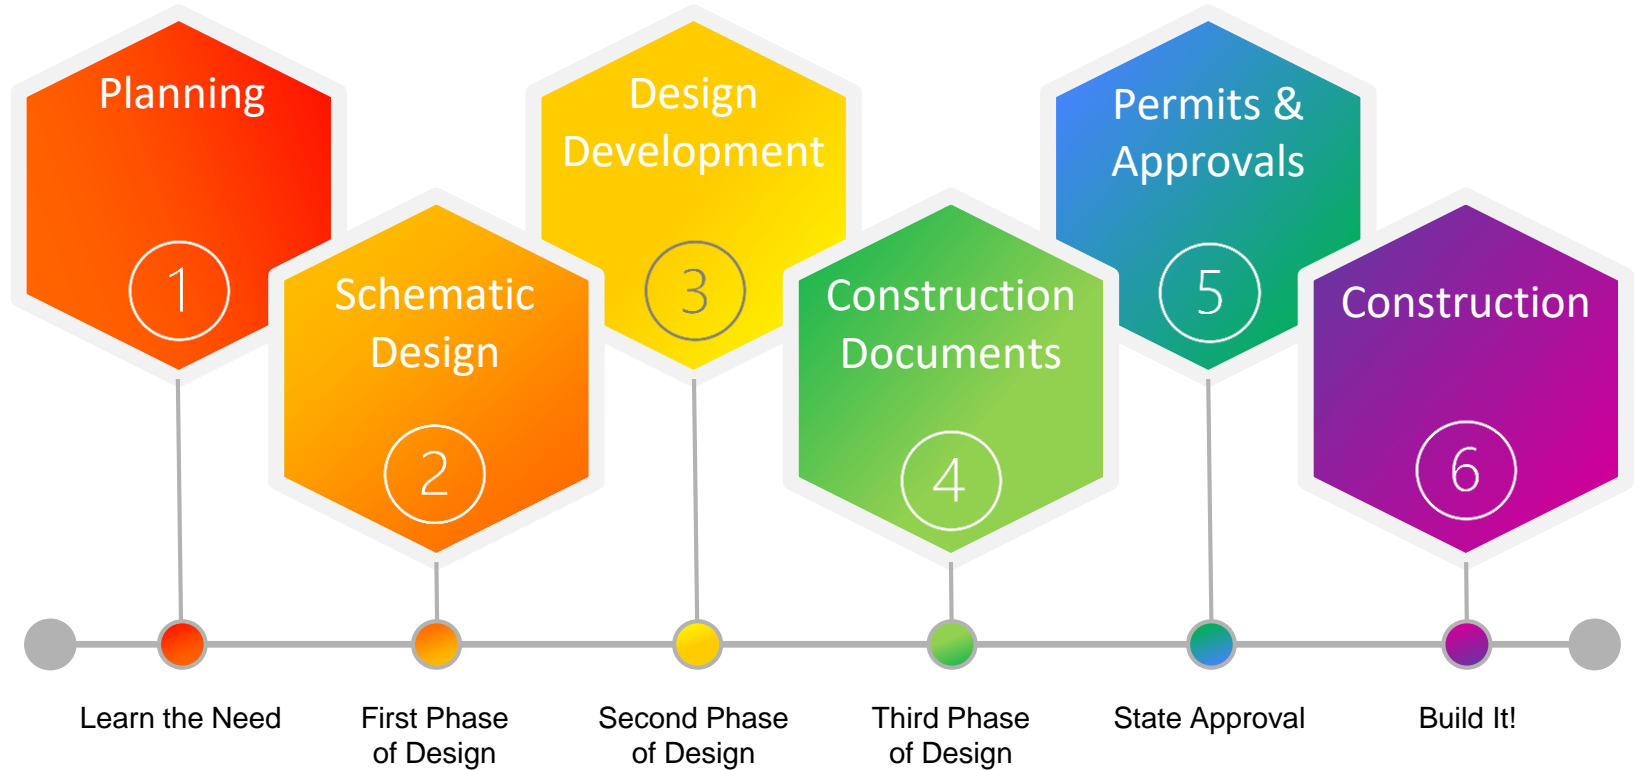 Planning
1
Schematic
Design
2
Design
Development
3
Construction
Documents
4
Permits &
Approvals
5
Construction
6
Learn the Need
First Phase
of Design
Second Phase
of Design
Third Phase
of Design
State Approval
Build It!